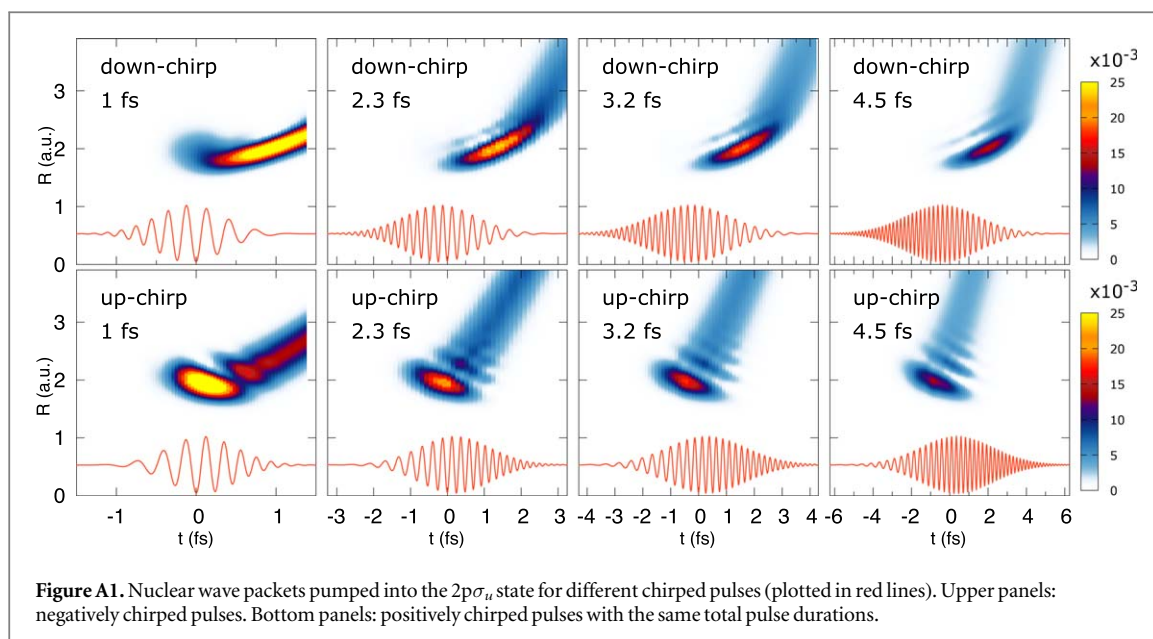 down-chirp
1 fs
down-chirp
2.3 fs
down-chirp
3.2 fs
down-chirp
4.5 fs
x10-3
25
20
15
10
5
0
R (a.u.)
3
2
1
0
up-chirp
1 fs
up-chirp
2.3 fs
up-chirp
3.2 fs
up-chirp
4.5 fs
x10-3
25
20
15
10
5
0
R (a.u.)
3
2
1
0
-1 0 1
-3 -2 -1 0 1 2 3
-4 -3 -2 -1 0 1 2 3 4
-6 -4 -2 0 2 4 6
t (fs) t (fs) t (fs) t (fs)
Figure A1. Nuclear wave packets pumped into the 2pσu state for different chirped pulses (plotted in red lines). Upper panels:
negatively chirped pulses. Bottom panels: positively chirped pulses with the same total pulse durations.